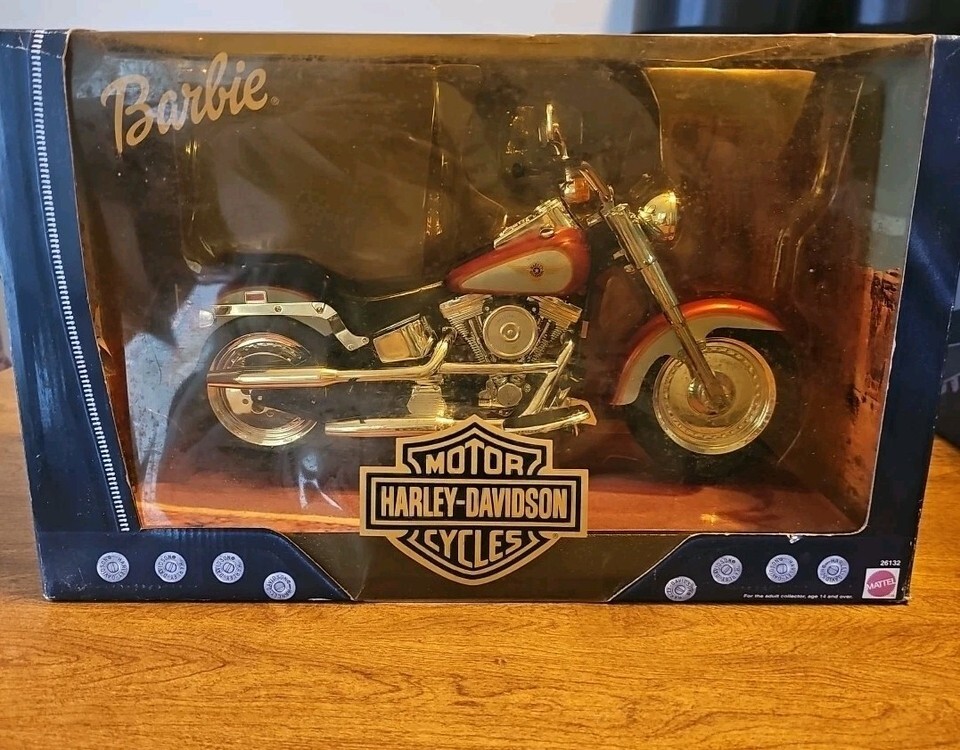 Barbie®
MOTOR
HARLEY-DAVIDSON
CYCLES
26132
MATTEL
For the adult collector, age 14 and over.